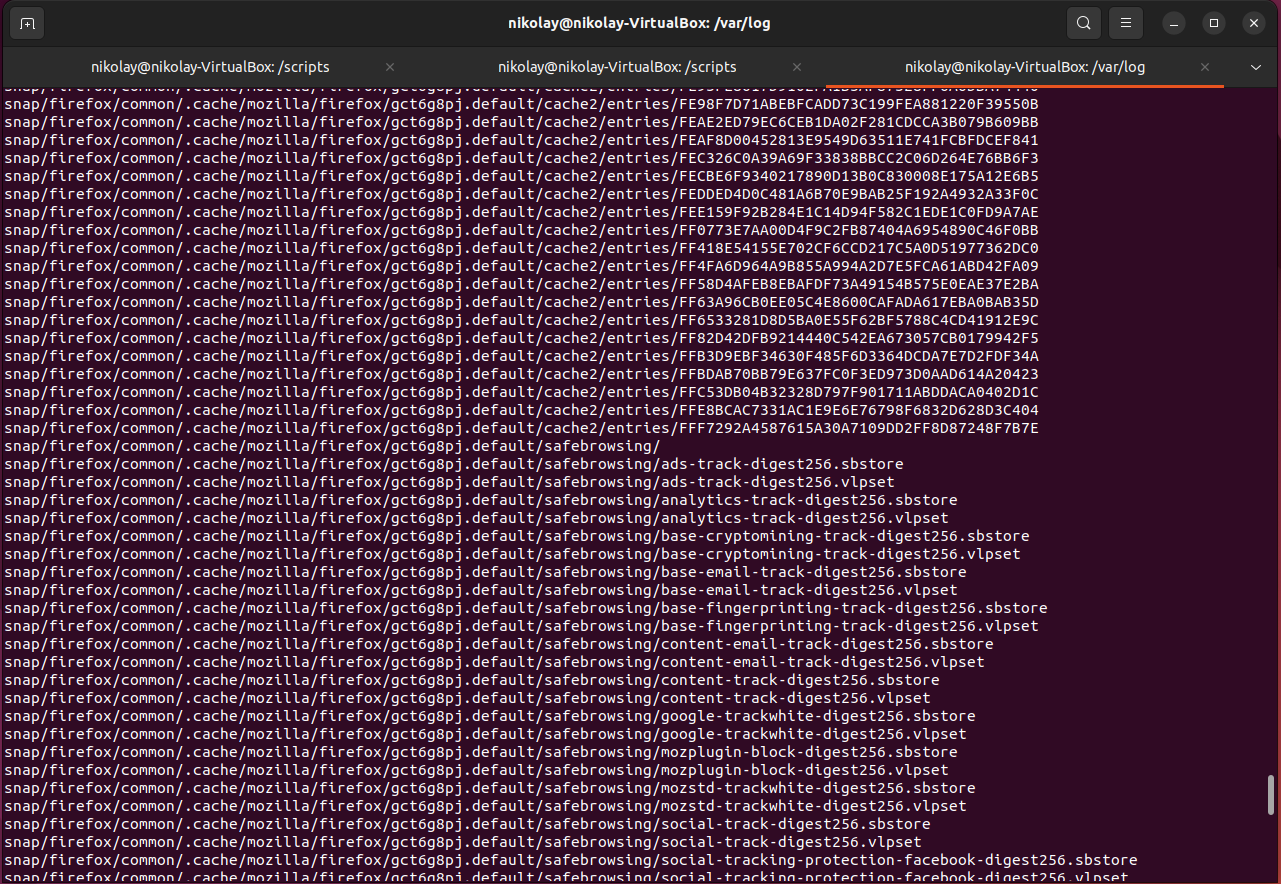 nikolay@nikolay-VirtualBox: /var/log
nikolay@nikolay-VirtualBox: /scripts
nikolay@nikolay-VirtualBox: /scripts
nikolay@nikolay-VirtualBox: /var/log
snap/firefox/common/.cache/mozilla/firefox/gct6g8pj.default/cache2/entries/FE98F7D71ABEBFCADD73C199FEA881220F39550B
snap/firefox/common/.cache/mozilla/firefox/gct6g8pj.default/cache2/entries/FEAE2ED79EC6CEB1DA02F281CDCCA3B079B609BB
snap/firefox/common/.cache/mozilla/firefox/gct6g8pj.default/cache2/entries/FEAF8D00452813E9549D63511E741FCBFDCEF841
snap/firefox/common/.cache/mozilla/firefox/gct6g8pj.default/cache2/entries/FEC326C0A39A69F33838BBCC2C06D264E76BB6F3
snap/firefox/common/.cache/mozilla/firefox/gct6g8pj.default/cache2/entries/FECBE6F9340217890D13B0C830008E175A12E6B5
snap/firefox/common/.cache/mozilla/firefox/gct6g8pj.default/cache2/entries/FEDDED4D0C481A6B70E9BAB25F192A4932A33F0C
snap/firefox/common/.cache/mozilla/firefox/gct6g8pj.default/cache2/entries/FEE159F92B284E1C14D94F582C1EDE1C0FD9A7AE
snap/firefox/common/.cache/mozilla/firefox/gct6g8pj.default/cache2/entries/FF0773E7AA00D4F9C2FB87404A6954890C46F0BB
snap/firefox/common/.cache/mozilla/firefox/gct6g8pj.default/cache2/entries/FF418E54155E702CF6CCD217C5A0D51977362DC0
snap/firefox/common/.cache/mozilla/firefox/gct6g8pj.default/cache2/entries/FF4FA6D964A9B855A994A2D7E5FCA61ABD42FA09
snap/firefox/common/.cache/mozilla/firefox/gct6g8pj.default/cache2/entries/FF58D4AFEB8EBAFDF73A49154B575E0EAE37E2BA
snap/firefox/common/.cache/mozilla/firefox/gct6g8pj.default/cache2/entries/FF63A96CB0EE05C4E8600CAFADA617EBA0BAB35D
snap/firefox/common/.cache/mozilla/firefox/gct6g8pj.default/cache2/entries/FF6533281D8D5BA0E55F62BF5788C4CD41912E9C
snap/firefox/common/.cache/mozilla/firefox/gct6g8pj.default/cache2/entries/FF82D42DFB9214440C542EA673057CB0179942F5
snap/firefox/common/.cache/mozilla/firefox/gct6g8pj.default/cache2/entries/FFB3D9EBF34630F485F6D3364DCDA7E7D2FDF34A
snap/firefox/common/.cache/mozilla/firefox/gct6g8pj.default/cache2/entries/FFBDAB70BB79E637FC0F3ED973D0AAD614A20423
snap/firefox/common/.cache/mozilla/firefox/gct6g8pj.default/cache2/entries/FFC53DB04B32328D797F901711ABDDACA0402D1C
snap/firefox/common/.cache/mozilla/firefox/gct6g8pj.default/cache2/entries/FFE8BCAC7331AC1E9E6E76798F6832D628D3C404
snap/firefox/common/.cache/mozilla/firefox/gct6g8pj.default/cache2/entries/FFF7292A4587615A30A7109DD2FF8D87248F7B7E
snap/firefox/common/.cache/mozilla/firefox/gct6g8pj.default/safebrowsing/
snap/firefox/common/.cache/mozilla/firefox/gct6g8pj.default/safebrowsing/ads-track-digest256.sbstore
snap/firefox/common/.cache/mozilla/firefox/gct6g8pj.default/safebrowsing/ads-track-digest256.vlpset
snap/firefox/common/.cache/mozilla/firefox/gct6g8pj.default/safebrowsing/analytics-track-digest256.sbstore
snap/firefox/common/.cache/mozilla/firefox/gct6g8pj.default/safebrowsing/analytics-track-digest256.vlpset
snap/firefox/common/.cache/mozilla/firefox/gct6g8pj.default/safebrowsing/base-cryptomining-track-digest256.sbstore
snap/firefox/common/.cache/mozilla/firefox/gct6g8pj.default/safebrowsing/base-cryptomining-track-digest256.vlpset
snap/firefox/common/.cache/mozilla/firefox/gct6g8pj.default/safebrowsing/base-email-track-digest256.sbstore
snap/firefox/common/.cache/mozilla/firefox/gct6g8pj.default/safebrowsing/base-email-track-digest256.vlpset
snap/firefox/common/.cache/mozilla/firefox/gct6g8pj.default/safebrowsing/base-fingerprinting-track-digest256.sbstore
snap/firefox/common/.cache/mozilla/firefox/gct6g8pj.default/safebrowsing/base-fingerprinting-track-digest256.vlpset
snap/firefox/common/.cache/mozilla/firefox/gct6g8pj.default/safebrowsing/content-email-track-digest256.sbstore
snap/firefox/common/.cache/mozilla/firefox/gct6g8pj.default/safebrowsing/content-email-track-digest256.vlpset
snap/firefox/common/.cache/mozilla/firefox/gct6g8pj.default/safebrowsing/content-track-digest256.sbstore
snap/firefox/common/.cache/mozilla/firefox/gct6g8pj.default/safebrowsing/content-track-digest256.vlpset
snap/firefox/common/.cache/mozilla/firefox/gct6g8pj.default/safebrowsing/google-trackwhite-digest256.sbstore
snap/firefox/common/.cache/mozilla/firefox/gct6g8pj.default/safebrowsing/google-trackwhite-digest256.vlpset
snap/firefox/common/.cache/mozilla/firefox/gct6g8pj.default/safebrowsing/mozplugin-block-digest256.sbstore
snap/firefox/common/.cache/mozilla/firefox/gct6g8pj.default/safebrowsing/mozplugin-block-digest256.vlpset
snap/firefox/common/.cache/mozilla/firefox/gct6g8pj.default/safebrowsing/mozstd-trackwhite-digest256.sbstore
snap/firefox/common/.cache/mozilla/firefox/gct6g8pj.default/safebrowsing/mozstd-trackwhite-digest256.vlpset
snap/firefox/common/.cache/mozilla/firefox/gct6g8pj.default/safebrowsing/social-track-digest256.sbstore
snap/firefox/common/.cache/mozilla/firefox/gct6g8pj.default/safebrowsing/social-track-digest256.vlpset
snap/firefox/common/.cache/mozilla/firefox/gct6g8pj.default/safebrowsing/social-tracking-protection-facebook-digest256.sbstore
snap/firefox/common/.cache/mozilla/firefox/gct6g8pj.default/safebrowsing/social-tracking-protection-facebook-digest256.vlpset